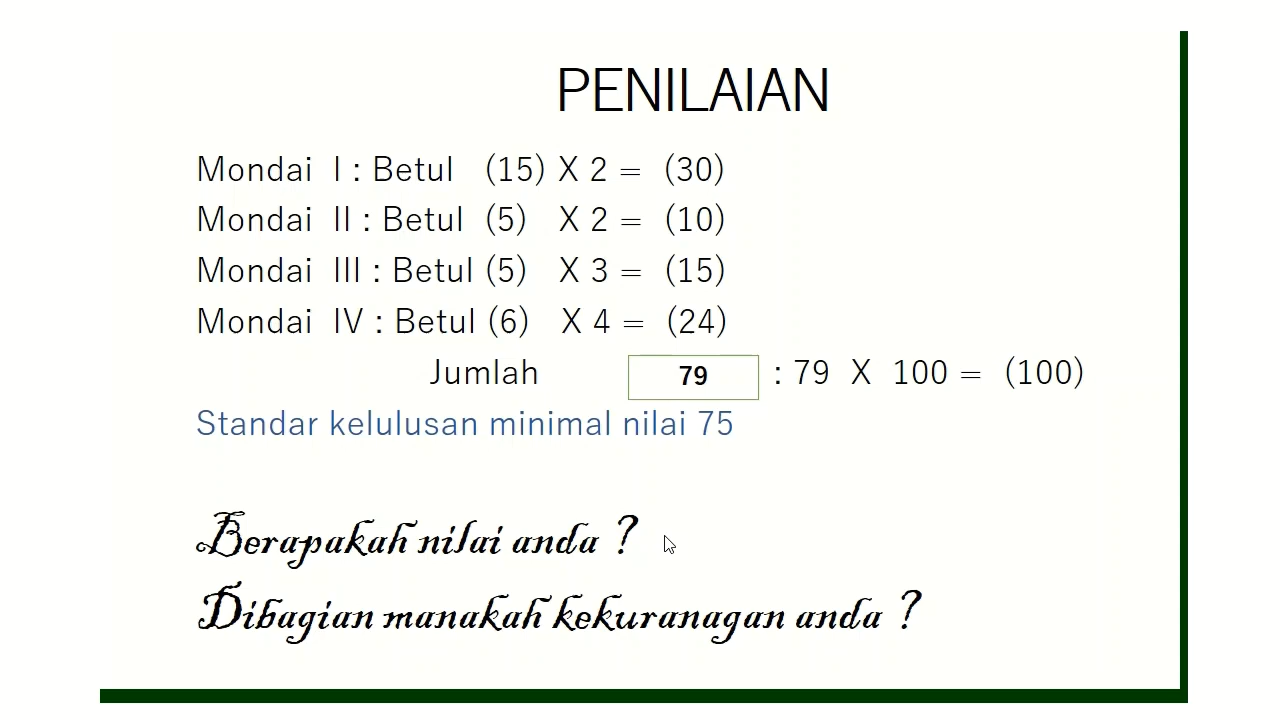 PENILAIAN
Mondai I : Betul (15) X 2 = (30)
Mondai II : Betul (5) X 2 = (10)
Mondai III : Betul (5) X 3 = (15)
Mondai IV : Betul (6) X 4 = (24)
Jumlah 79 : 79 X 100 = (100)
Standar kelulusan minimal nilai 75
Berapakah nilai anda ?
Dibagian manakah kekuranagan anda ?